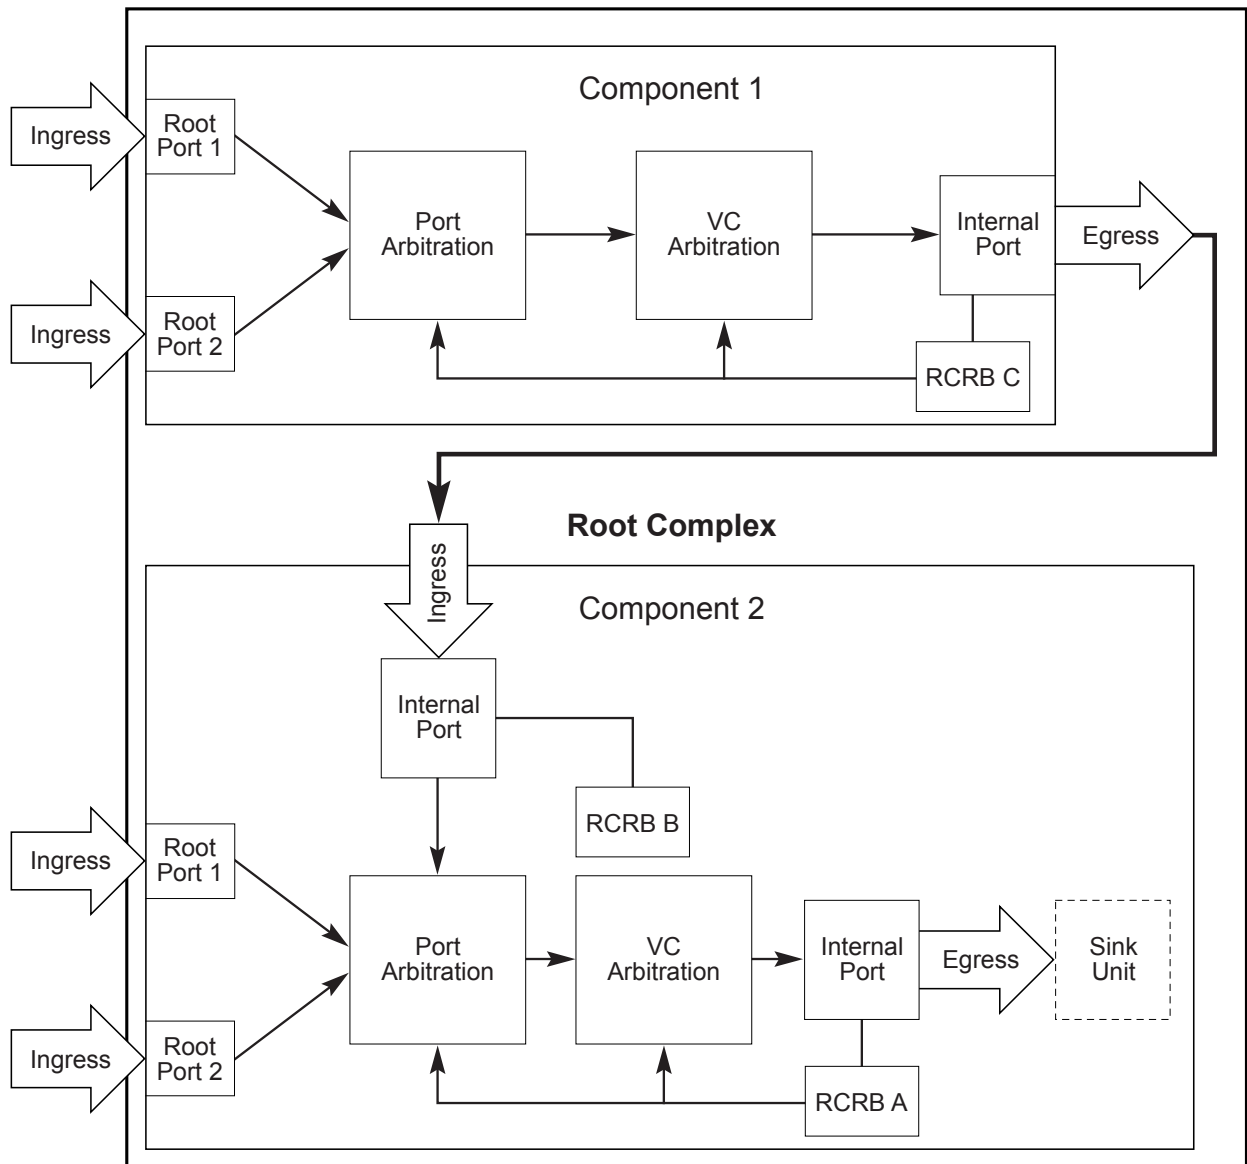 Component 1
Ingress
Root
Port 1
Port
Arbitration
VC
Arbitration
Internal
Port
Egress
Ingress
Root
Port 2
RCRB C
Root Complex
Ingress
Component 2
Internal
Port
RCRB B
Ingress
Root
Port 1
Port
Arbitration
VC
Arbitration
Internal
Port
Egress
Sink
Unit
Ingress
Root
Port 2
RCRB A